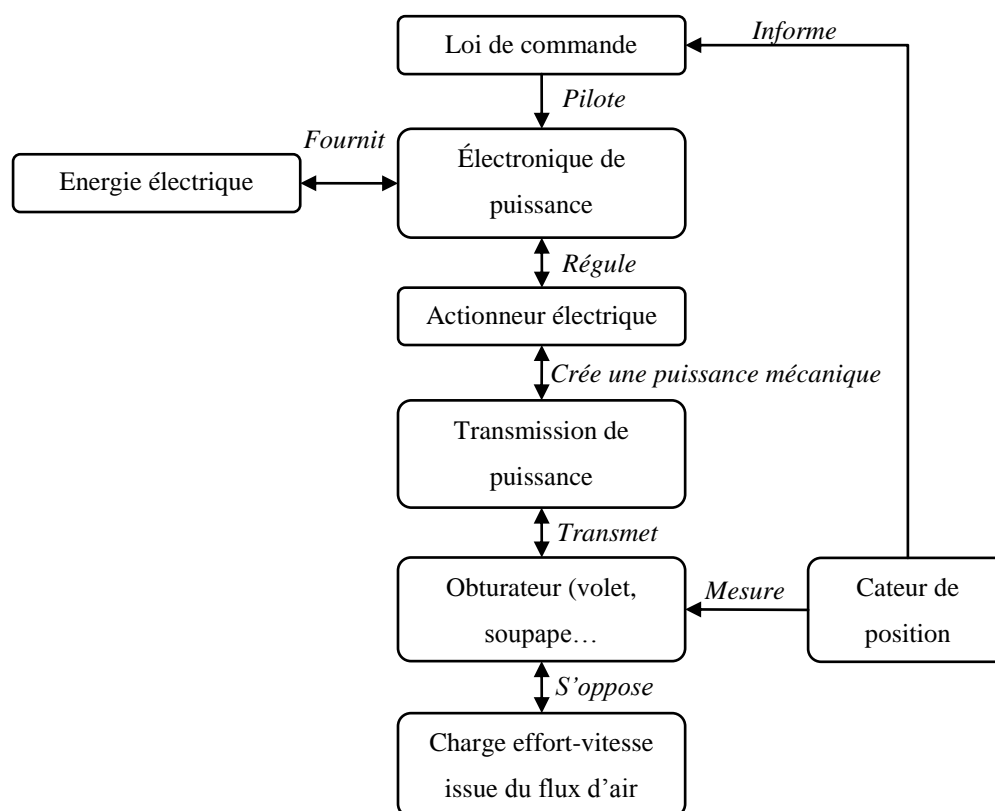 Loi de commande
Informe
Pilote
Fournit
Energie électrique
Électronique de
puissance
Régule
Actionneur électrique
Crée une puissance mécanique
Transmission de
puissance
Transmet
Obturateur (volet,
soupape…
Mesure
Cateur de
position
S’oppose
Charge effort-vitesse
issue du flux d’air